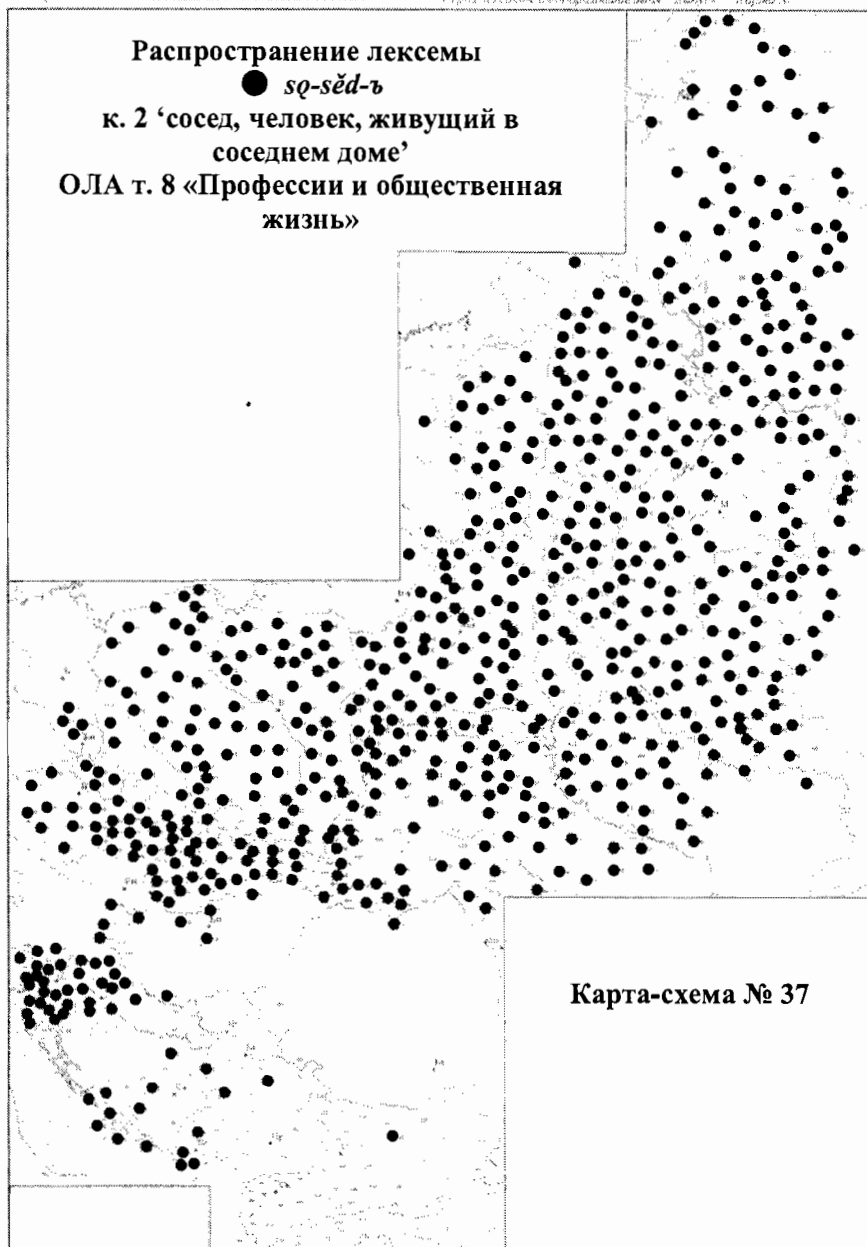 Распространение лексемы
● sǫ-sěd-ъ
к. 2 ‘сосед, человек, живущий в
соседнем доме’
ОЛА т. 8 «Профессии и общественная
жизнь»
Карта-схема № 37